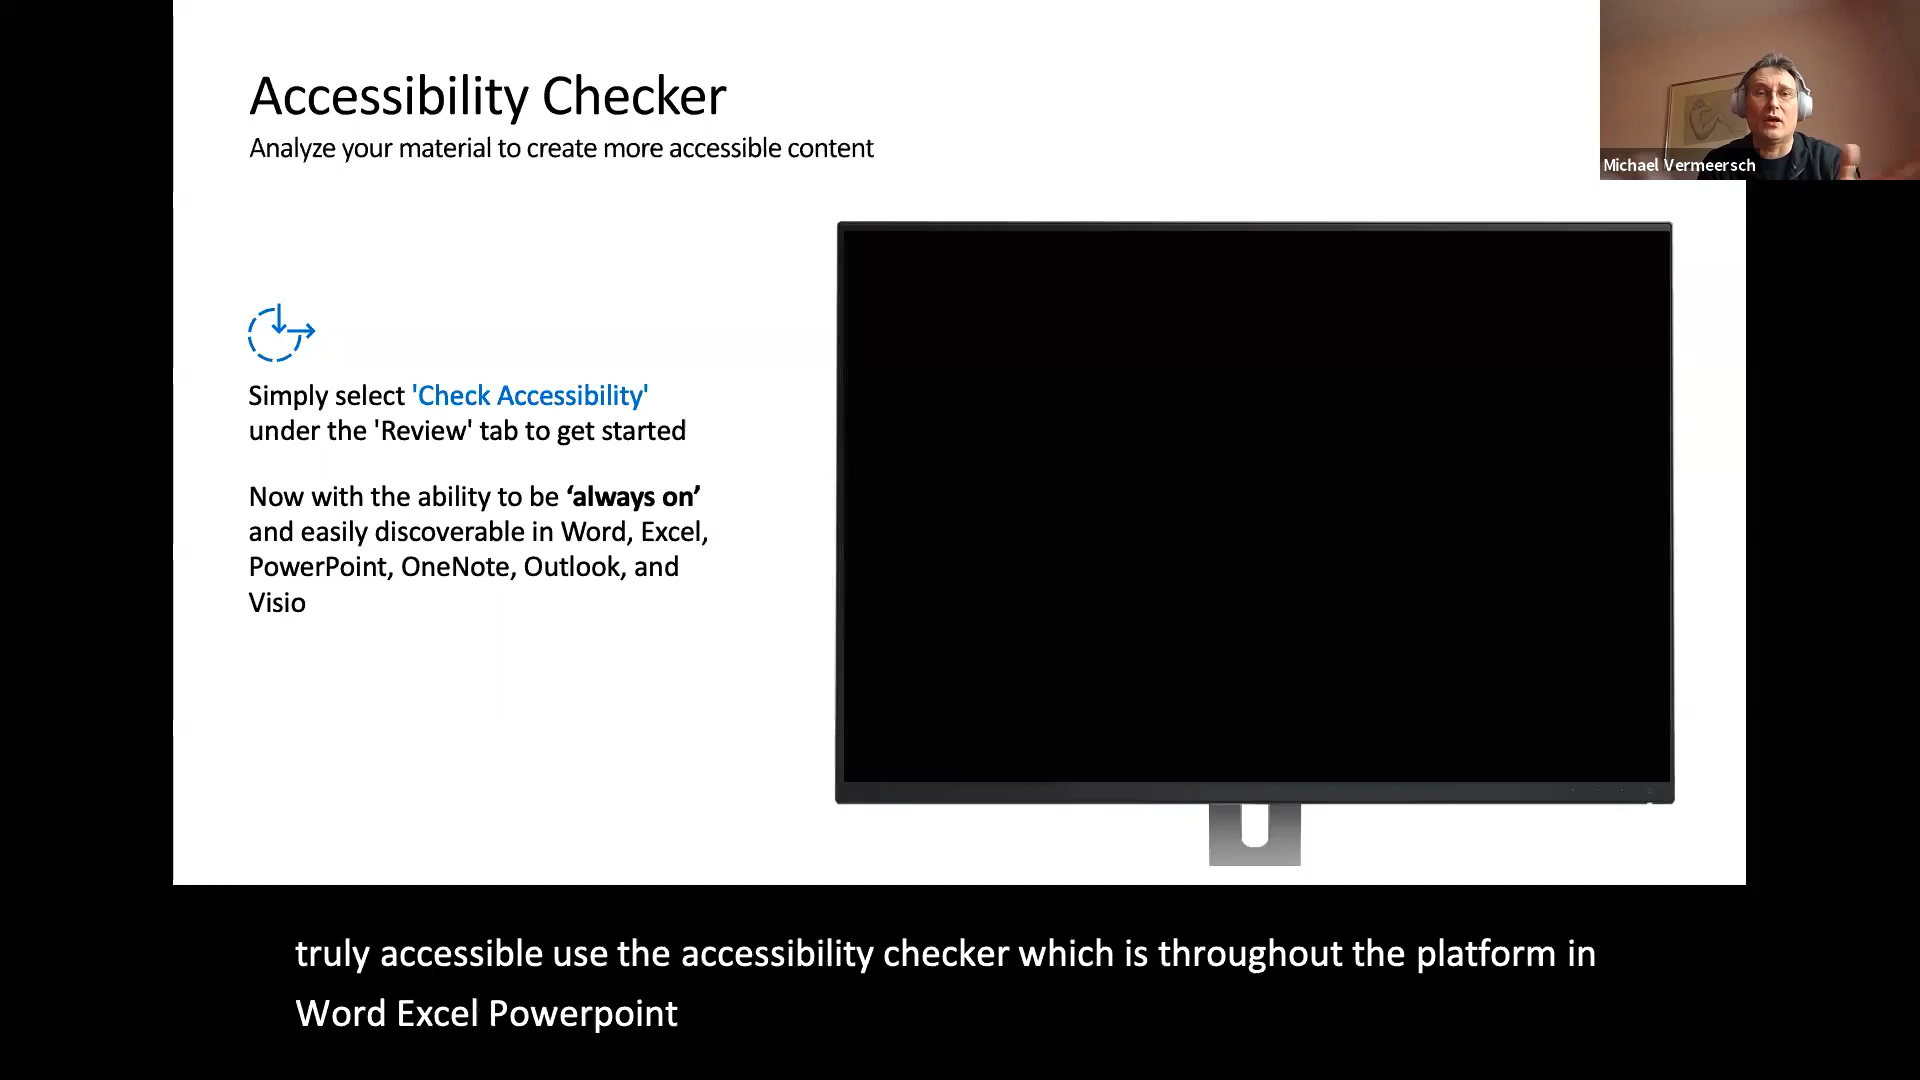 Accessibility Checker
Analyze your material to create more accessible content
Michael Vermeersch
Simply select 'Check Accessibility'
under the 'Review' tab to get started
Now with the ability to be ‘always on’
and easily discoverable in Word, Excel,
PowerPoint, OneNote, Outlook, and
Visio
truly accessible use the accessibility checker which is throughout the platform in
Word Excel Powerpoint